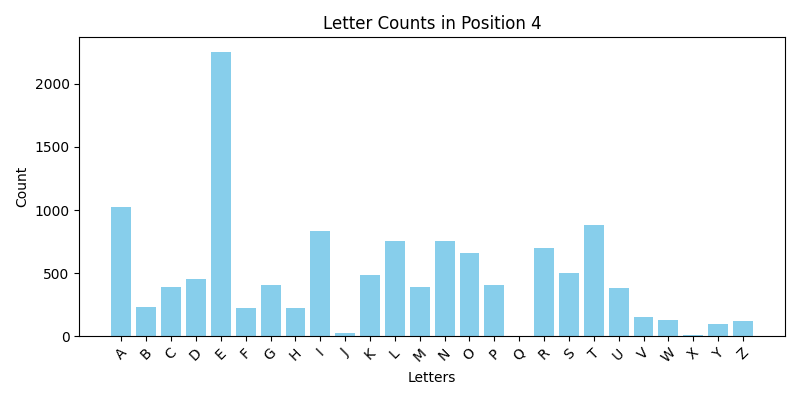 Letter Counts in Position 4
Count
2000
1500
1000
500
0
A B C D E F G H I J K L M N O P Q R S T U V W X Y Z
Letters